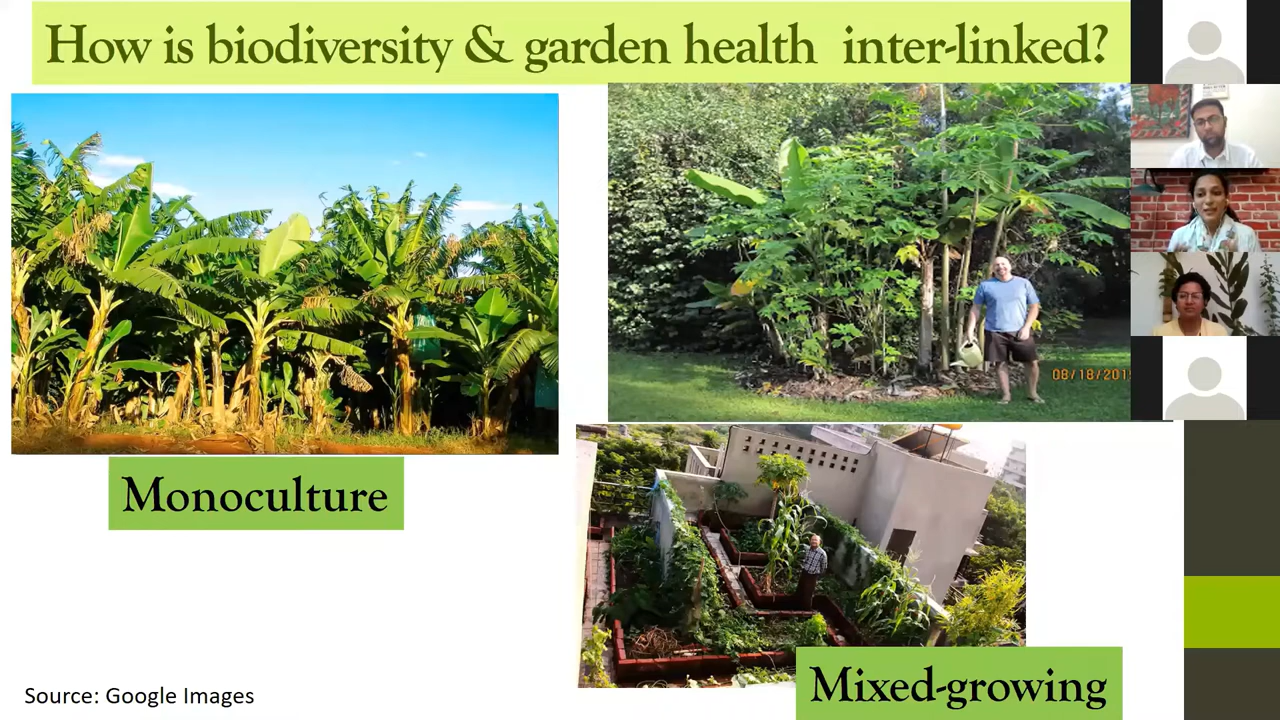 How is biodiversity & garden health inter-linked?
08/18/201
Monoculture
Mixed-growing
Source: Google Images